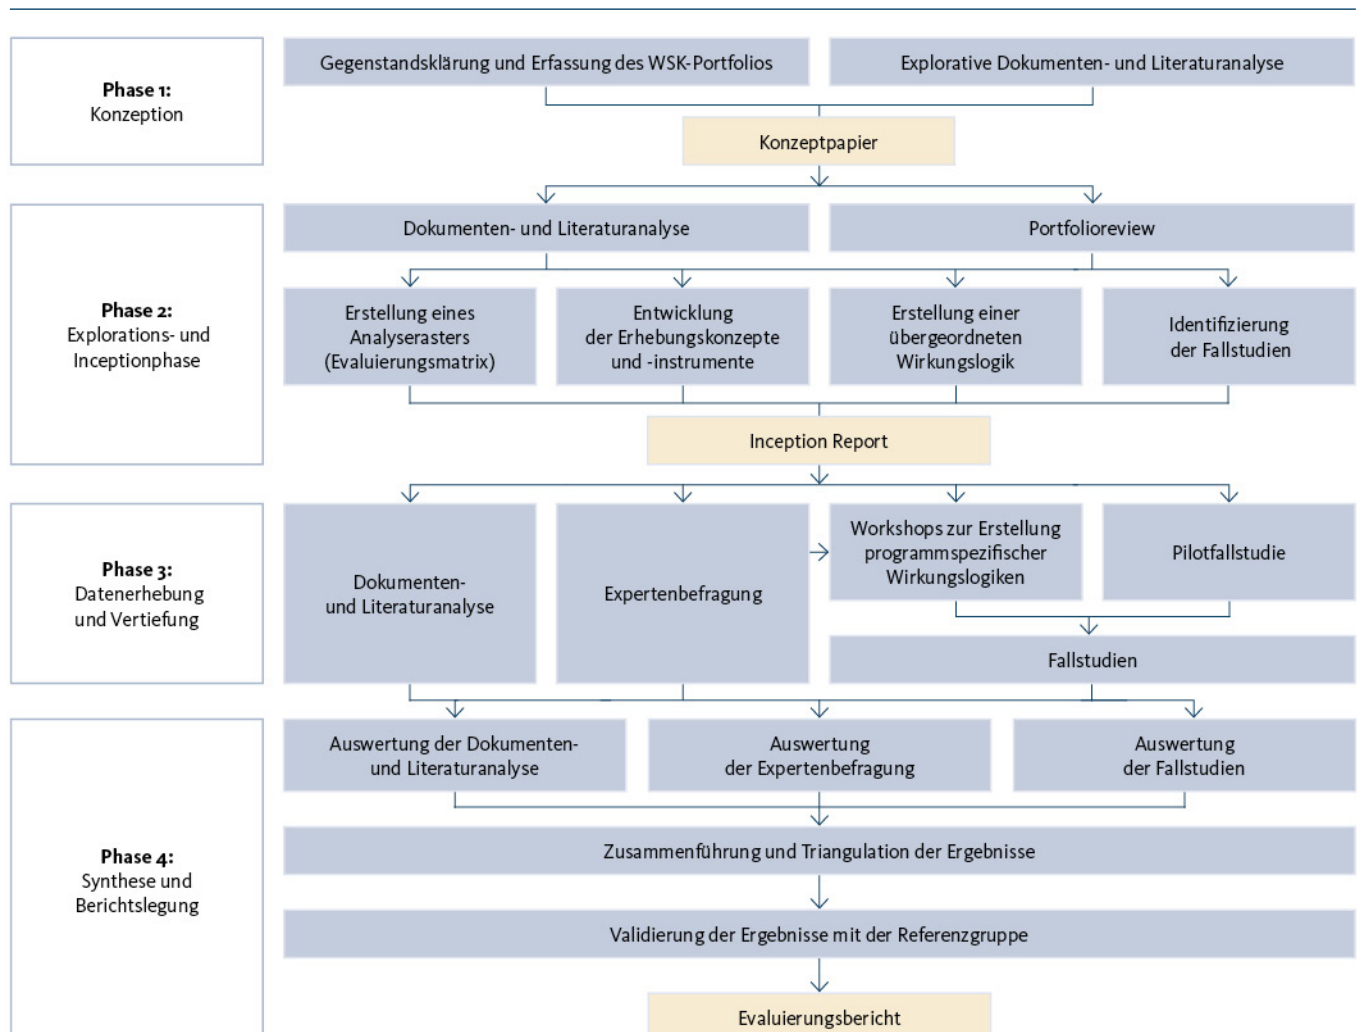 Phase 1:
Konzeption
Gegenstandsklärung und Erfassung des WSK-Portfolios
Explorative Dokumenten- und Literaturanalyse
Konzeptpapier
Phase 2:
Explorations- und
Inceptionphase
Dokumenten- und Literaturanalyse
Portfolioreview
Erstellung eines
Analyserasters
(Evaluierungsmatrix)
Entwicklung
der Erhebungskonzepte
und -instrumente
Erstellung einer
übergeordneten
Wirkungslogik
Identifizierung
der Fallstudien
Inception Report
Phase 3:
Datenerhebung
und Vertiefung
Dokumenten-
und Literaturanalyse
Expertenbefragung
Workshops zur Erstellung
programmspezifischer
Wirkungslogiken
Pilotfallstudie
Fallstudien
Phase 4:
Synthese und
Berichtslegung
Auswertung der Dokumenten-
und Literaturanalyse
Auswertung
der Expertenbefragung
Auswertung
der Fallstudien
Zusammenführung und Triangulation der Ergebnisse
Validierung der Ergebnisse mit der Referenzgruppe
Evaluierungsbericht